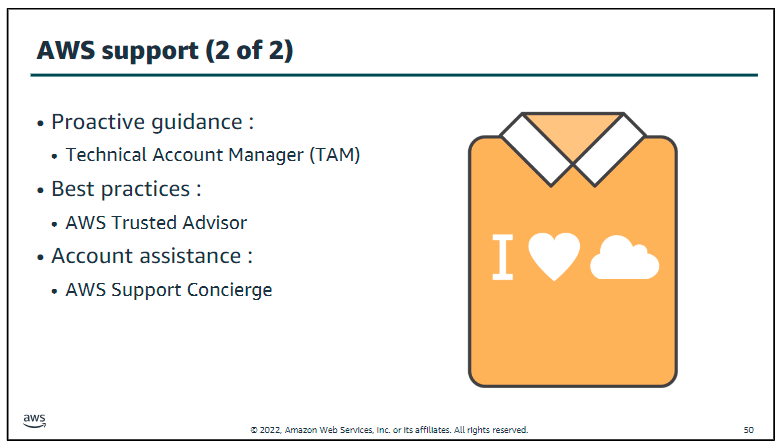 AWS support (2 of 2)
• Proactive guidance :
• Technical Account Manager (TAM)
• Best practices :
• AWS Trusted Advisor
• Account assistance :
• AWS Support Concierge
I
aws
© 2022, Amazon Web Services, Inc. or its affiliates. All rights reserved.
50